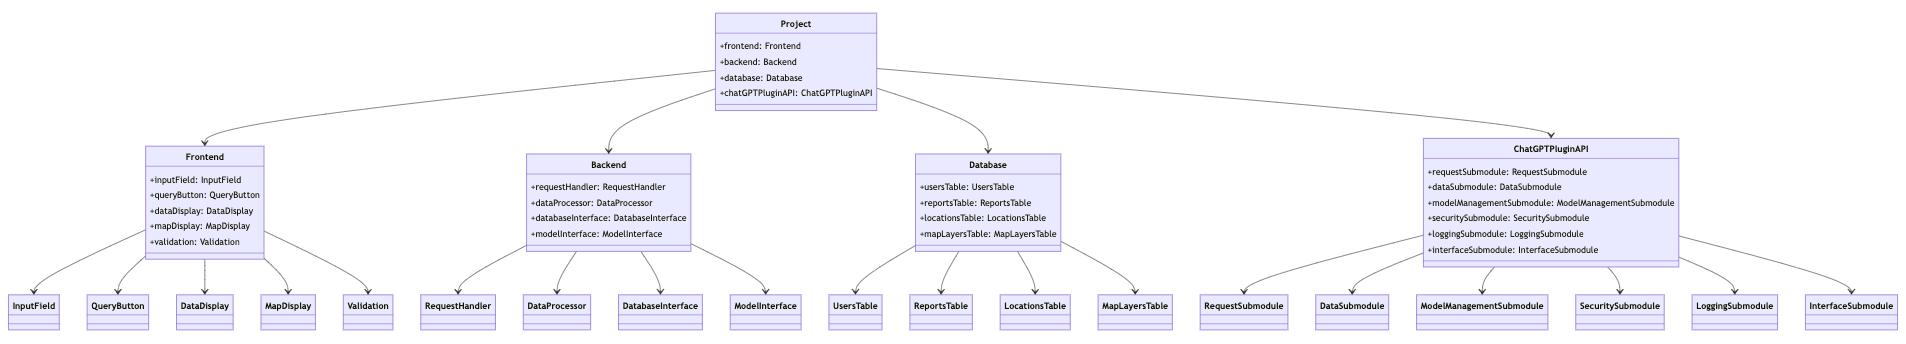 Project
+frontend: Frontend
+backend: Backend
+database: Database
+chatGPTPluginAPI: ChatGPTPluginAPI
Frontend
+inputField: InputField
+queryButton: QueryButton
+dataDisplay: DataDisplay
+mapDisplay: MapDisplay
+validation: Validation
Backend
+requestHandler: RequestHandler
+dataProcessor: DataProcessor
+databaseInterface: DatabaseInterface
+modelInterface: ModelInterface
Database
+usersTable: UsersTable
+reportsTable: ReportsTable
+locationsTable: LocationsTable
+mapLayersTable: MapLayersTable
ChatGPTPluginAPI
+requestSubmodule: RequestSubmodule
+dataSubmodule: DataSubmodule
+modelManagementSubmodule: ModelManagementSubmodule
+securitySubmodule: SecuritySubmodule
+loggingSubmodule: LoggingSubmodule
+interfaceSubmodule: InterfaceSubmodule
InputField
QueryButton
DataDisplay
MapDisplay
Validation
RequestHandler
DataProcessor
DatabaseInterface
ModelInterface
UsersTable
ReportsTable
LocationsTable
MapLayersTable
RequestSubmodule
DataSubmodule
ModelManagementSubmodule
SecuritySubmodule
LoggingSubmodule
InterfaceSubmodule